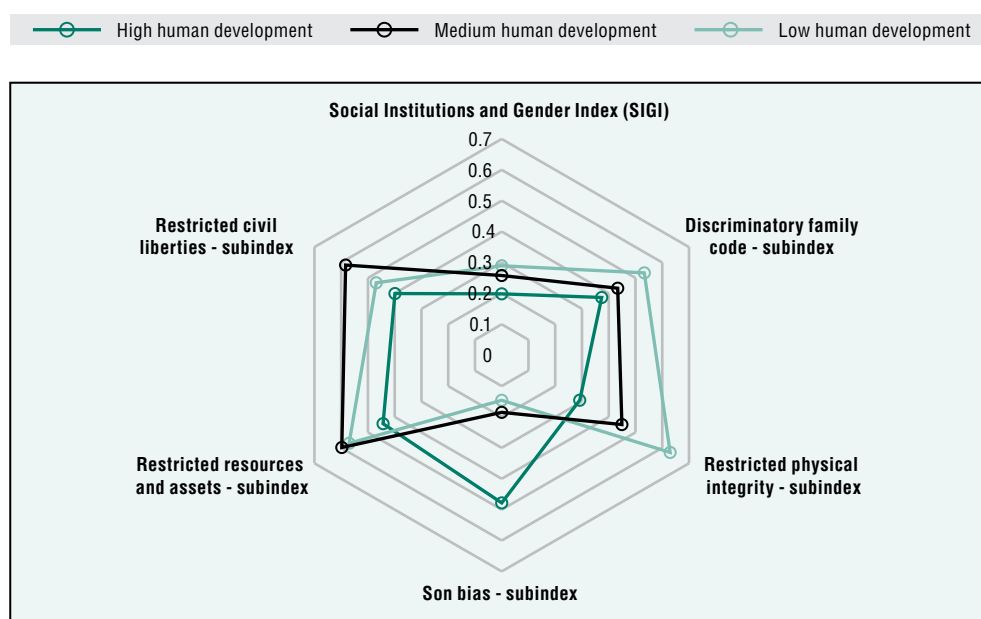 High human development
Medium human development
Low human development
Social Institutions and Gender Index (SIGI)
0.7
0.6
0.5
0.4
0.3
0.2
0.1
0
Restricted civil
liberties - subindex
Discriminatory family
code - subindex
Restricted resources
and assets - subindex
Restricted physical
integrity - subindex
Son bias - subindex